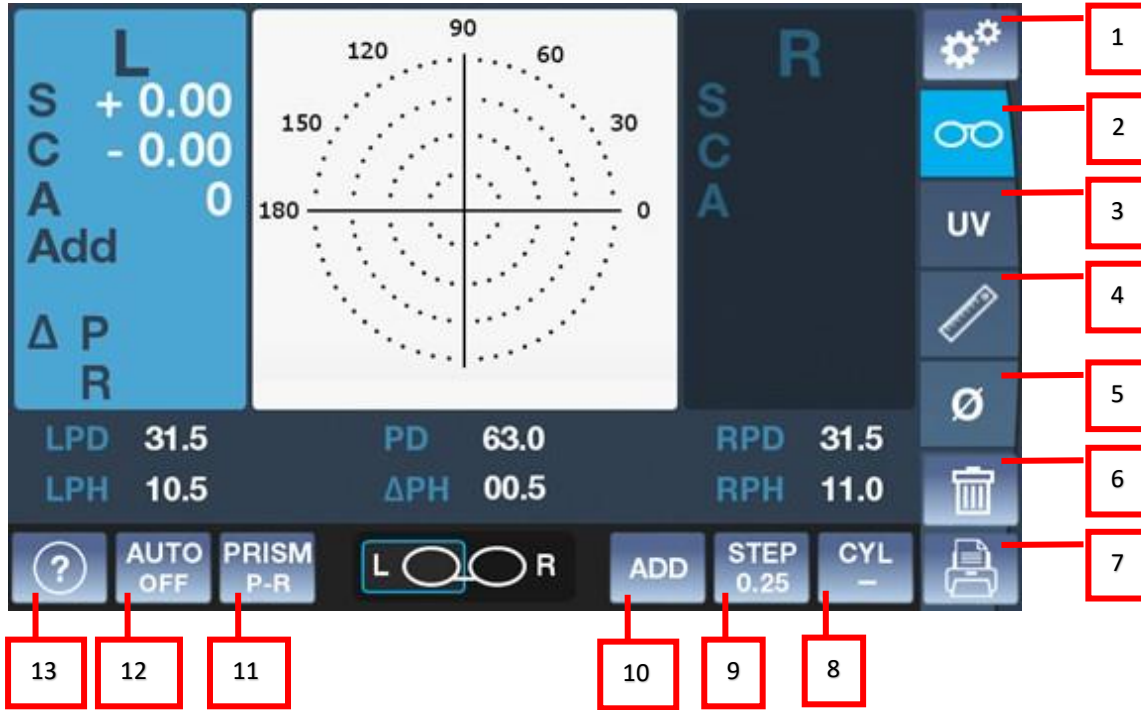 L
S + 0.00
C - 0.00
A 0
Add
Δ P
R
90
120 60
150 30
180 0
R
S
C
A
UV
Ø
LPD 31.5 PD 63.0 RPD 31.5
LPH 10.5 ΔPH 00.5 RPH 11.0
? AUTO OFF PRISM P-R L R ADD STEP 0.25 CYL –
1
2
3
4
5
6
7
13 12 11 10 9 8